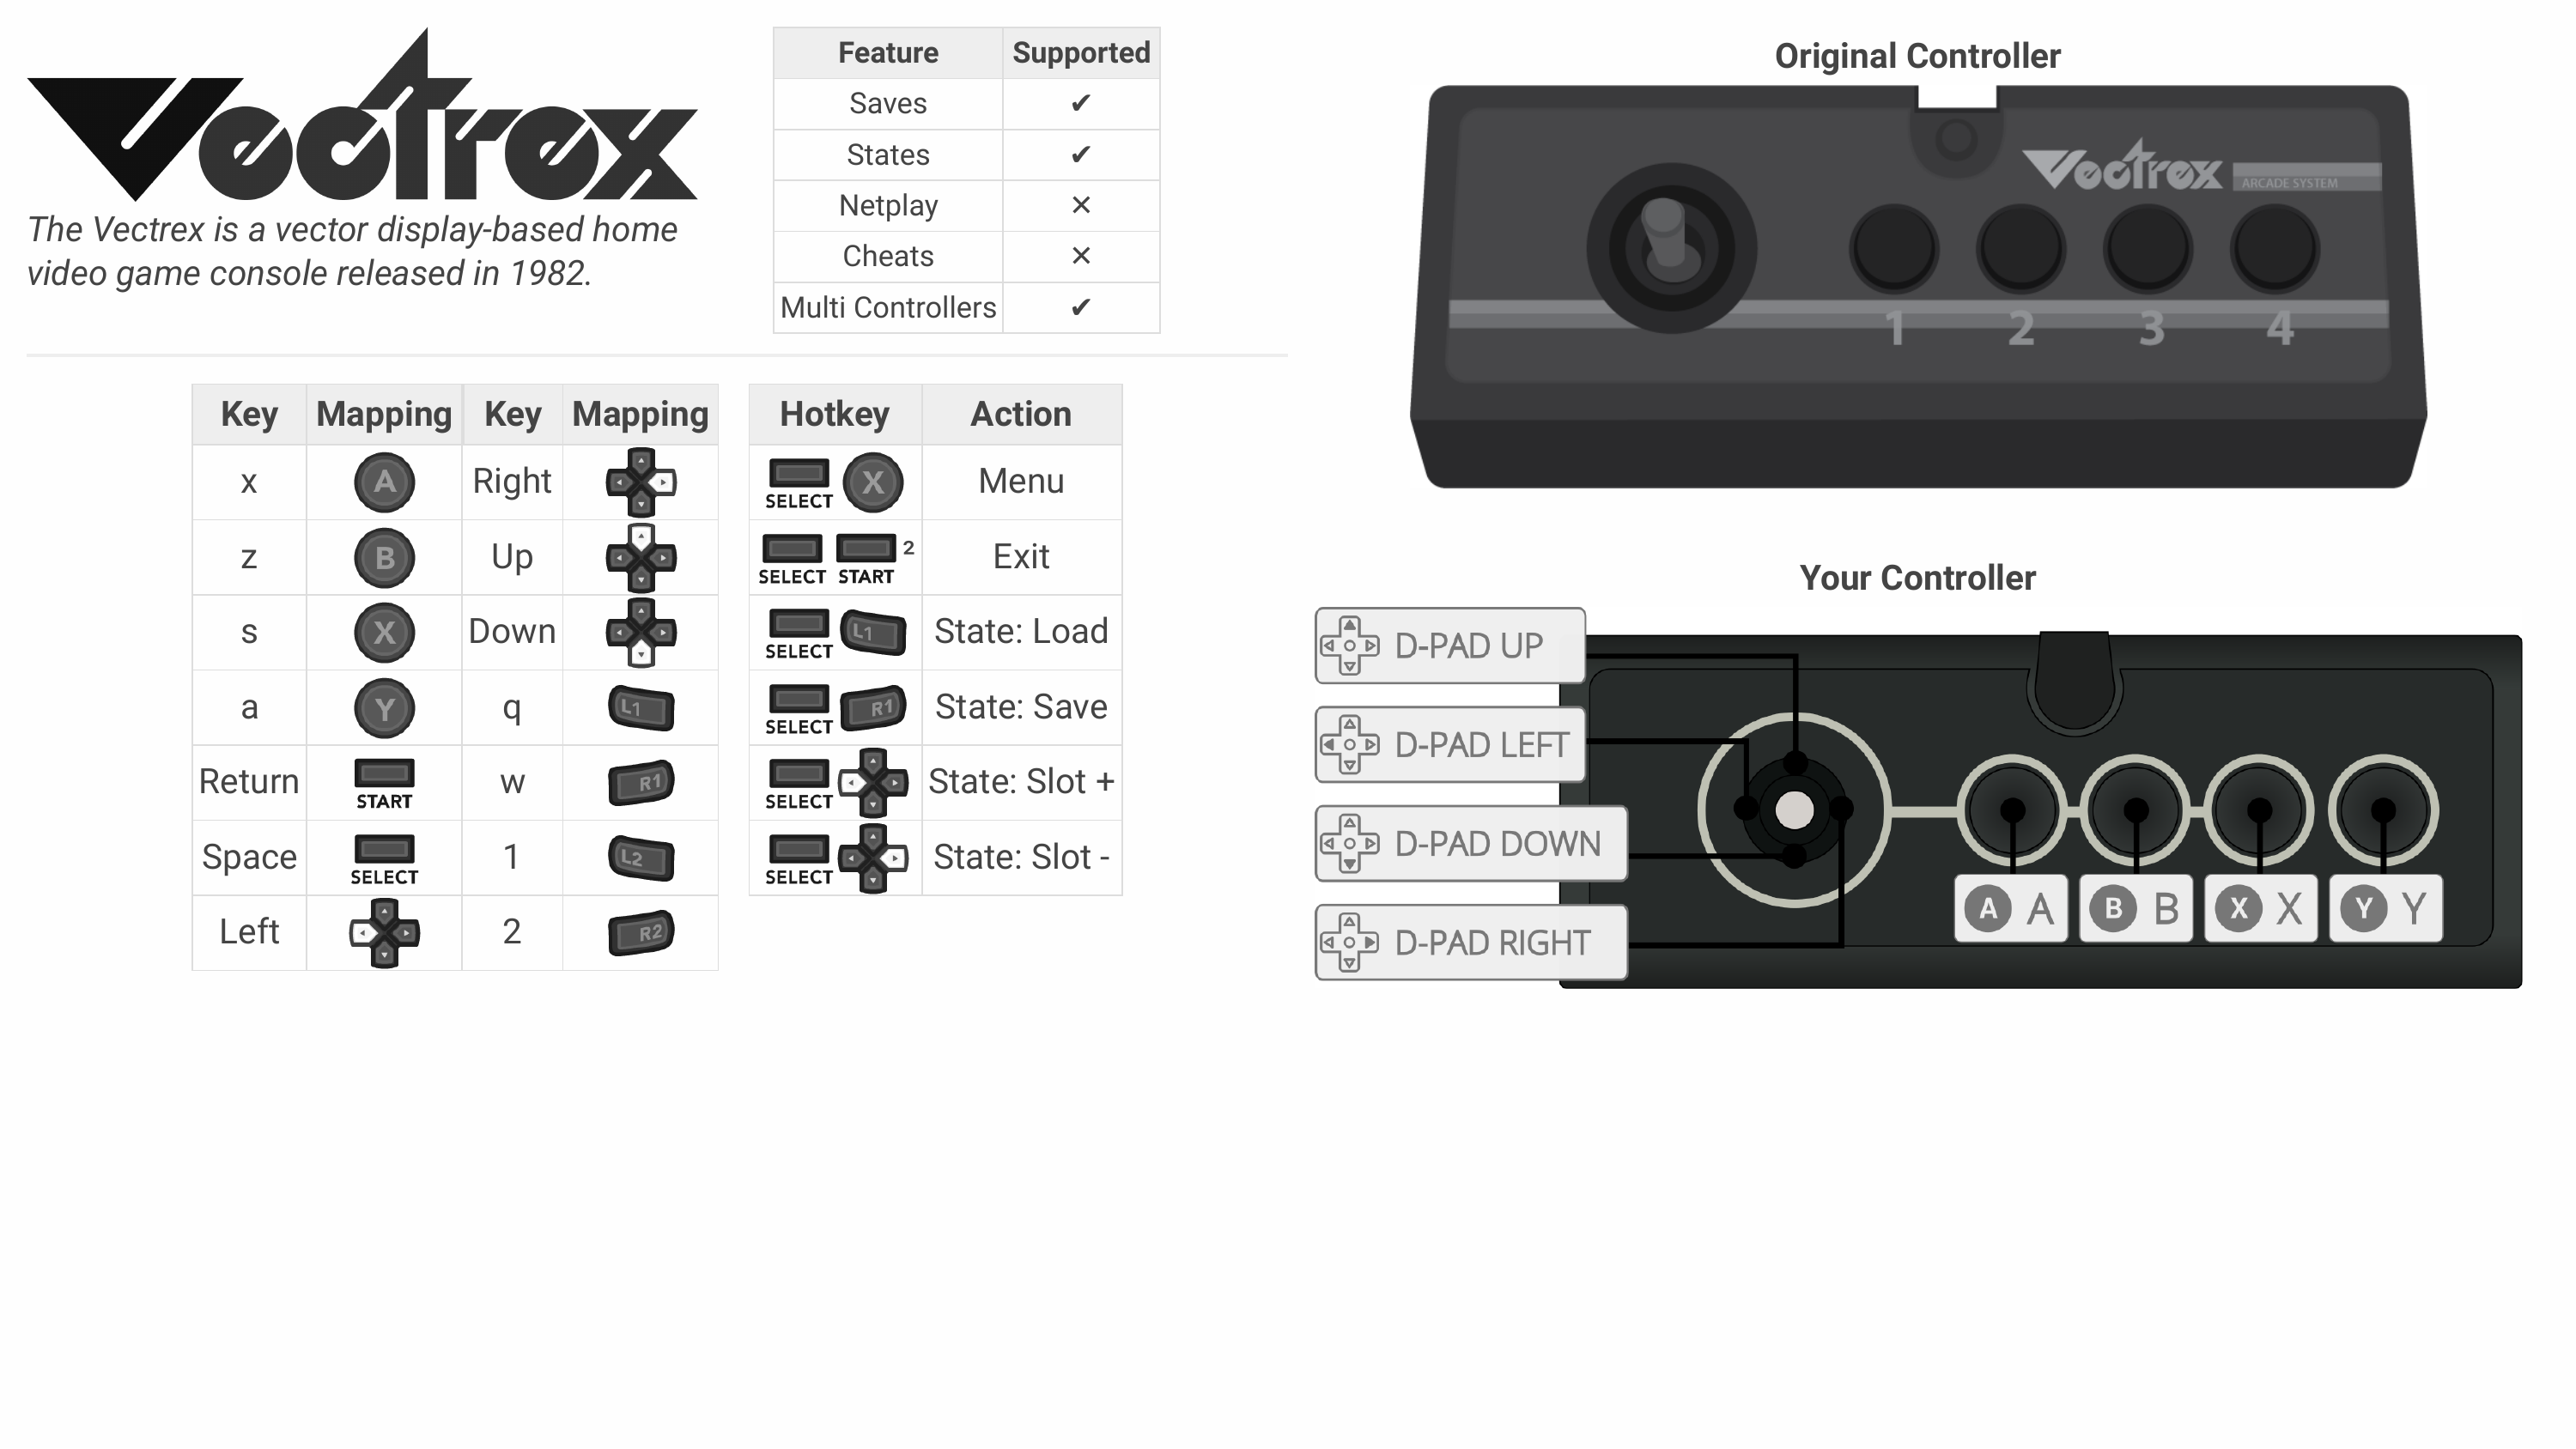 Vectrex
The Vectrex is a vector display-based home
video game console released in 1982.
Feature Supported
Saves ✔
States ✔
Netplay ✕
Cheats ✕
Multi Controllers ✔
Key Mapping Key Mapping
x A Right
z B Up
s X Down
a Y q L1
Return START w R1
Space SELECT 1 L2
Left 2 R2
Hotkey Action
SELECT X Menu
SELECT START 2 Exit
SELECT L1 State: Load
SELECT R1 State: Save
SELECT State: Slot +
SELECT State: Slot -
Original Controller
Vectrex ARCADE SYSTEM
1 2 3 4
Your Controller
D-PAD UP
D-PAD LEFT
D-PAD DOWN
D-PAD RIGHT
A A B B X X Y Y